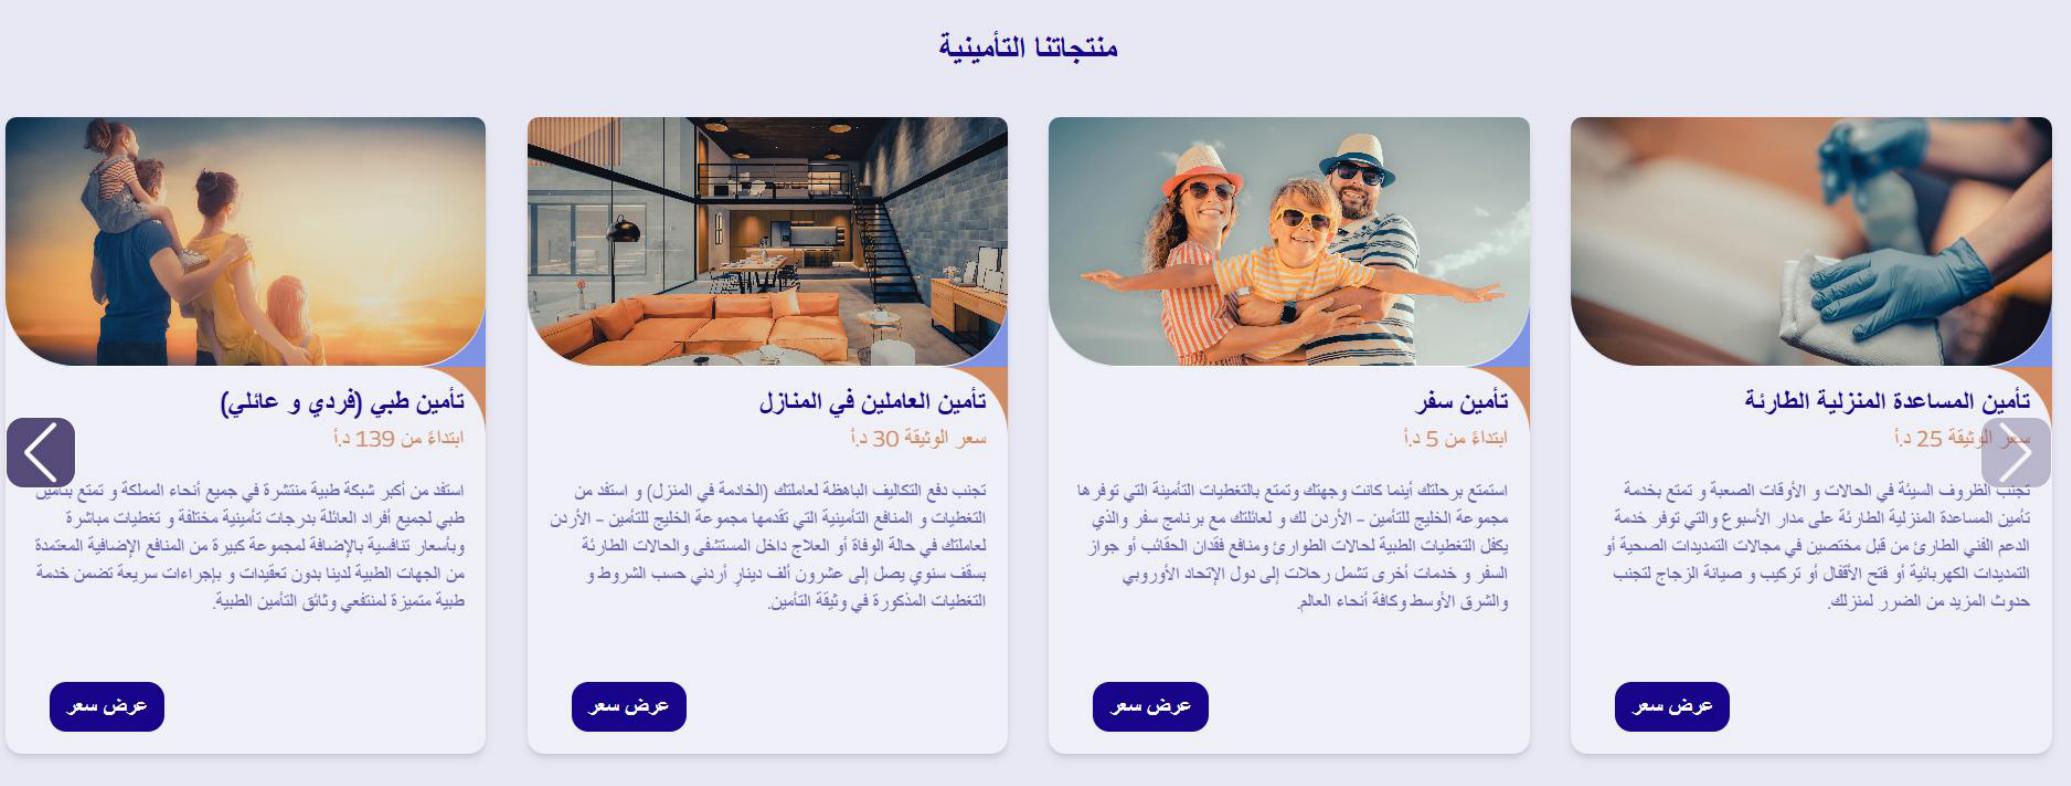 منتجاتنا التأمينية
تأمين المساعدة المنزلية الطارئة
سعر الوثيقة 25 د.أ
تجنب الظروف السيئة في الحالات و الأوقات الصعبة و تمتع بخدمة
تأمين المساعدة المنزلية الطارئة على مدار الأسبوع والتي توفر خدمة
الدعم الفني الطارئ من قبل مختصين في مجالات التمديدات الصحية أو
التمديدات الكهربائية أو فتح الأقفال أو تركيب و صيانة الزجاج لتجنب
حدوث المزيد من الضرر لمنزلك.
عرض سعر
تأمين سفر
ابتداءً من 5 د.أ
استمتع برحلتك أينما كانت وجهتك وتمتع بالتغطيات التأمينة التي توفرها
مجموعة الخليج للتأمين – الأردن لك و لعائلتك مع برنامج سفر والذي
يكفل التغطيات الطبية لحالات الطوارئ ومنافع فقدان الحقائب أو جواز
السفر و خدمات أخرى تشمل رحلات إلى دول الإتحاد الأوروبي
والشرق الأوسط وكافة أنحاء العالم.
عرض سعر
تأمين العاملين في المنازل
سعر الوثيقة 30 د.أ
تجنب دفع التكاليف الباهظة لعاملتك (الخادمة في المنزل) و استفد من
التغطيات و المنافع التأمينية التي تقدمها مجموعة الخليج للتأمين – الأردن
لعاملتك في حالة الوفاة أو العلاج داخل المستشفى والحالات الطارئة
بسقف سنوي يصل إلى عشرون ألف دينارٍ أردني حسب الشروط و
التغطيات المذكورة في وثيقة التأمين.
عرض سعر
تأمين طبي (فردي و عائلي)
ابتداءً من 139 د.أ
استفد من أكبر شبكة طبية منتشرة في جميع أنحاء المملكة و تمتع بتأمين
طبي لجميع أفراد العائلة بدرجات تأمينية مختلفة و تغطيات مباشرة
وبأسعار تنافسية بالإضافة لمجموعة كبيرة من المنافع الإضافية المعتمدة
من الجهات الطبية لدينا بدون تعقيدات و بإجراءات سريعة تضمن خدمة
طبية متميزة لمنتفعي وثائق التأمين الطبية.
عرض سعر